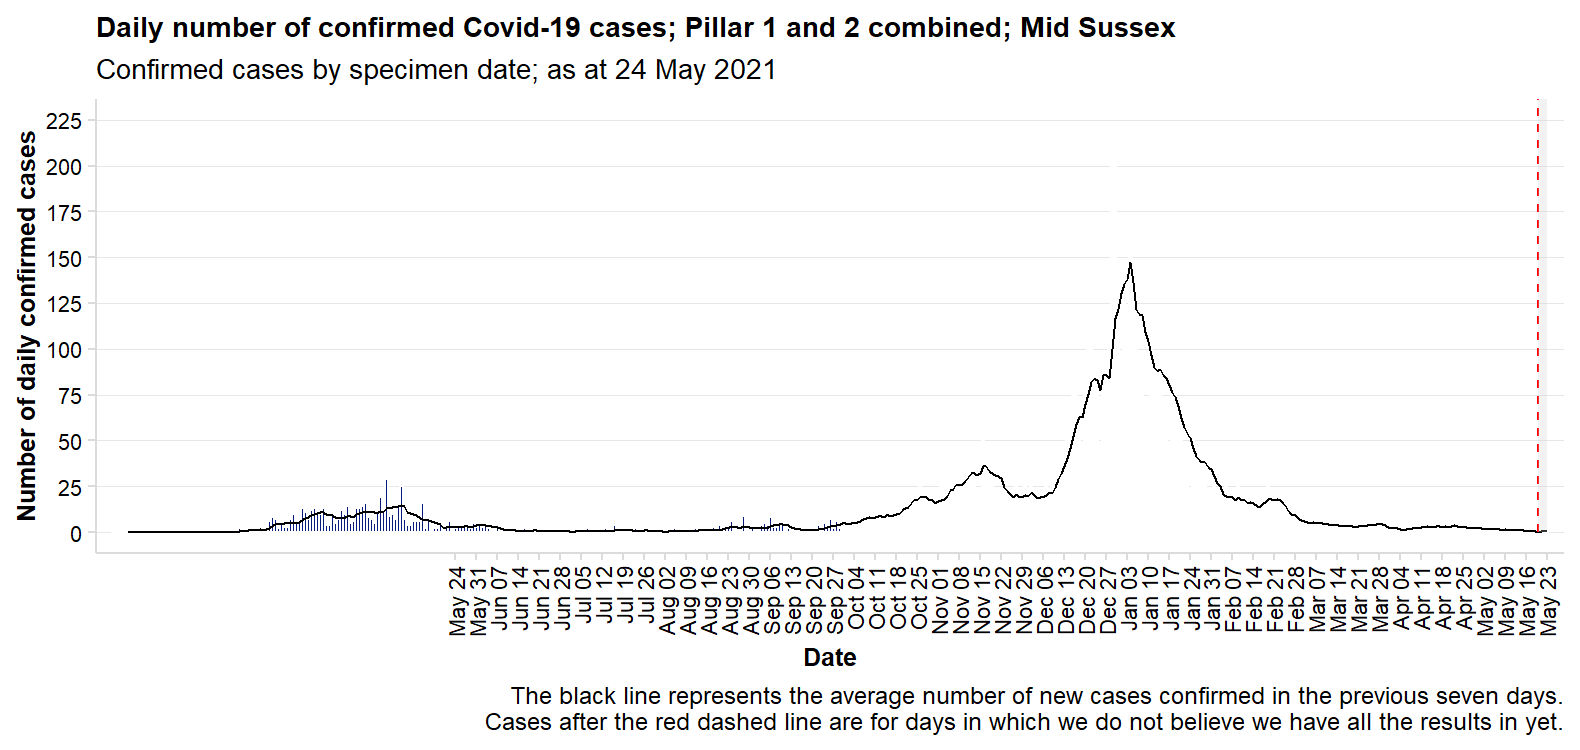 Daily number of confirmed Covid-19 cases; Pillar 1 and 2 combined; Mid Sussex
Confirmed cases by specimen date; as at 24 May 2021
Number of daily confirmed cases
225
200
175
150
125
100
75
50
25
0
May 24
May 31
Jun 07
Jun 14
Jun 21
Jun 28
Jul 05
Jul 12
Jul 19
Jul 26
Aug 02
Aug 09
Aug 16
Aug 23
Aug 30
Sep 06
Sep 13
Sep 20
Sep 27
Oct 04
Oct 11
Oct 18
Oct 25
Nov 01
Nov 08
Nov 15
Nov 22
Nov 29
Dec 06
Dec 13
Dec 20
Dec 27
Jan 03
Jan 10
Jan 17
Jan 24
Jan 31
Feb 07
Feb 14
Feb 21
Feb 28
Mar 07
Mar 14
Mar 21
Mar 28
Apr 04
Apr 11
Apr 18
Apr 25
May 02
May 09
May 16
May 23
Date
The black line represents the average number of new cases confirmed in the previous seven days.
Cases after the red dashed line are for days in which we do not believe we have all the results in yet.